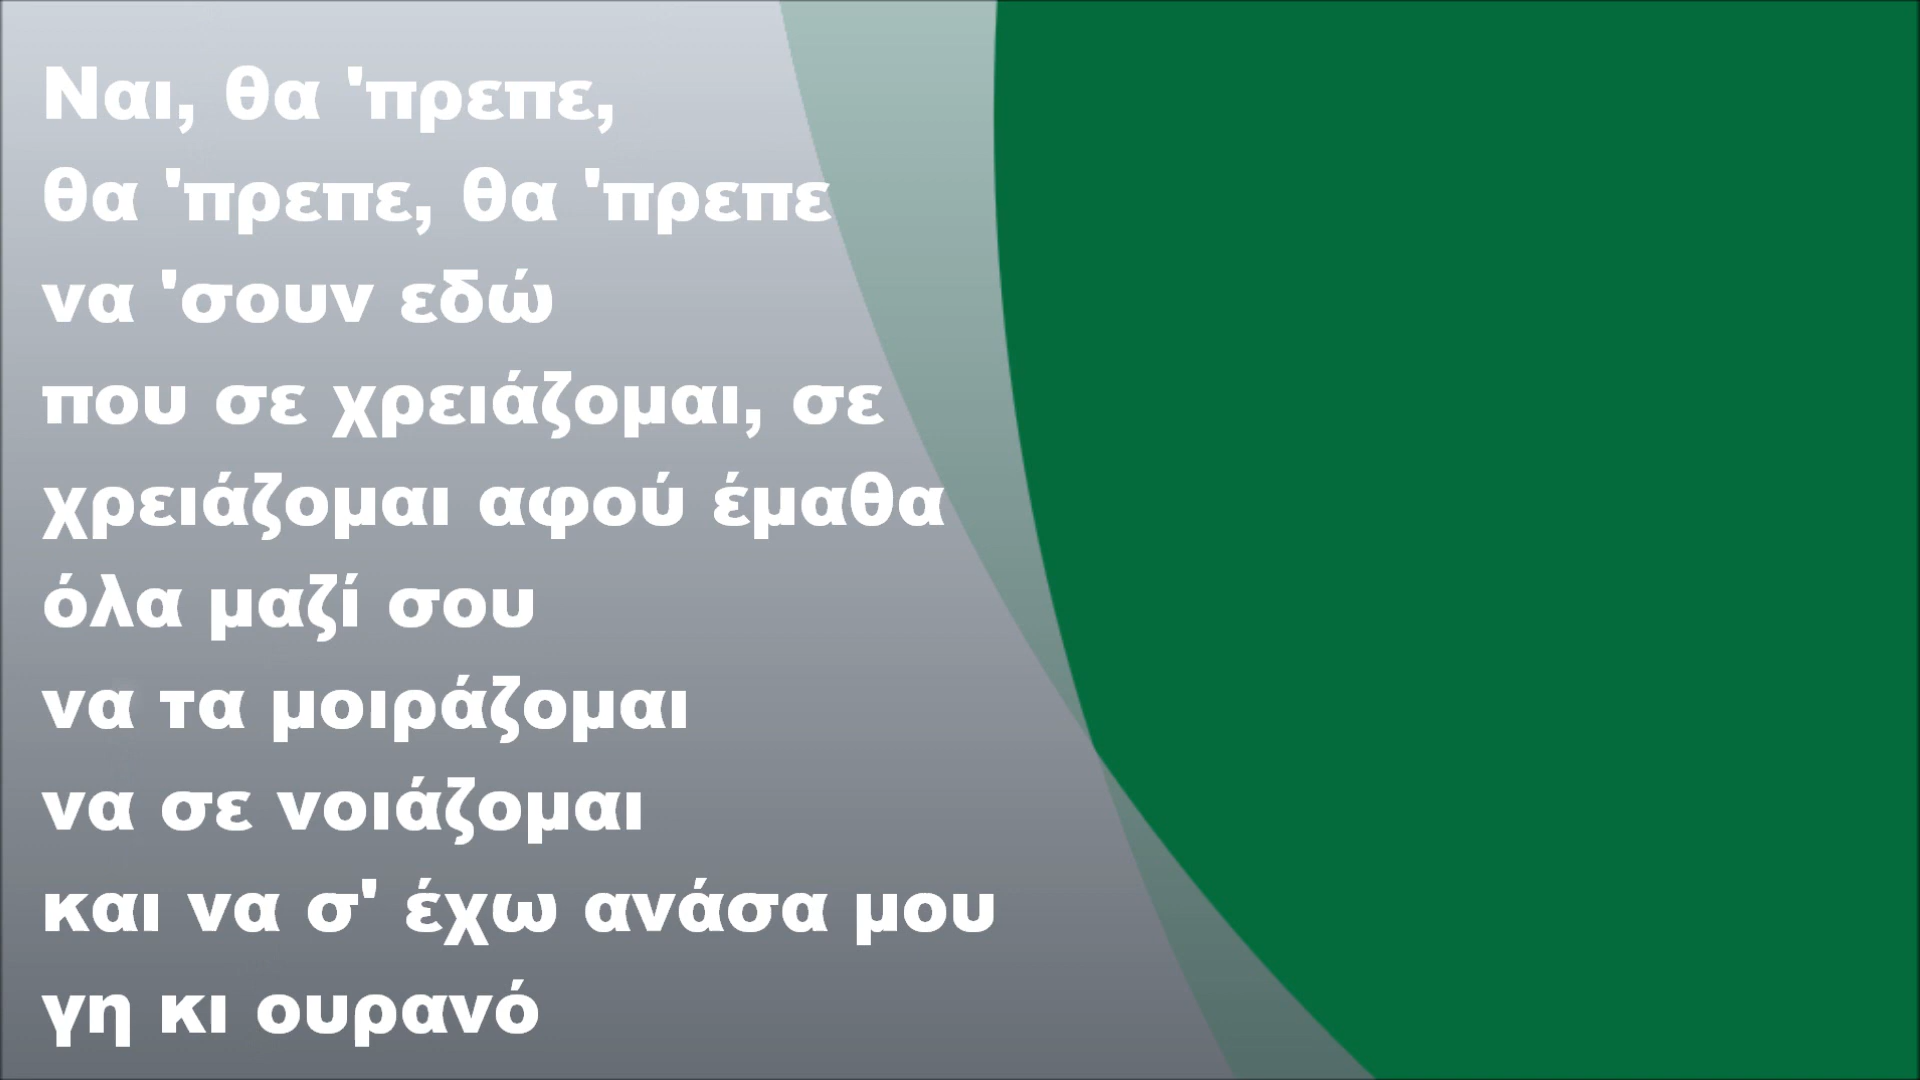 Ναι, θα 'πρεπε,
θα 'πρεπε, θα 'πρεπε
να 'σουν εδώ
που σε χρειάζομαι, σε
χρειάζομαι αφού έμαθα
όλα μαζί σου
να τα μοιράζομαι
να σε νοιάζομαι
και να σ' έχω ανάσα μου
γη κι ουρανό